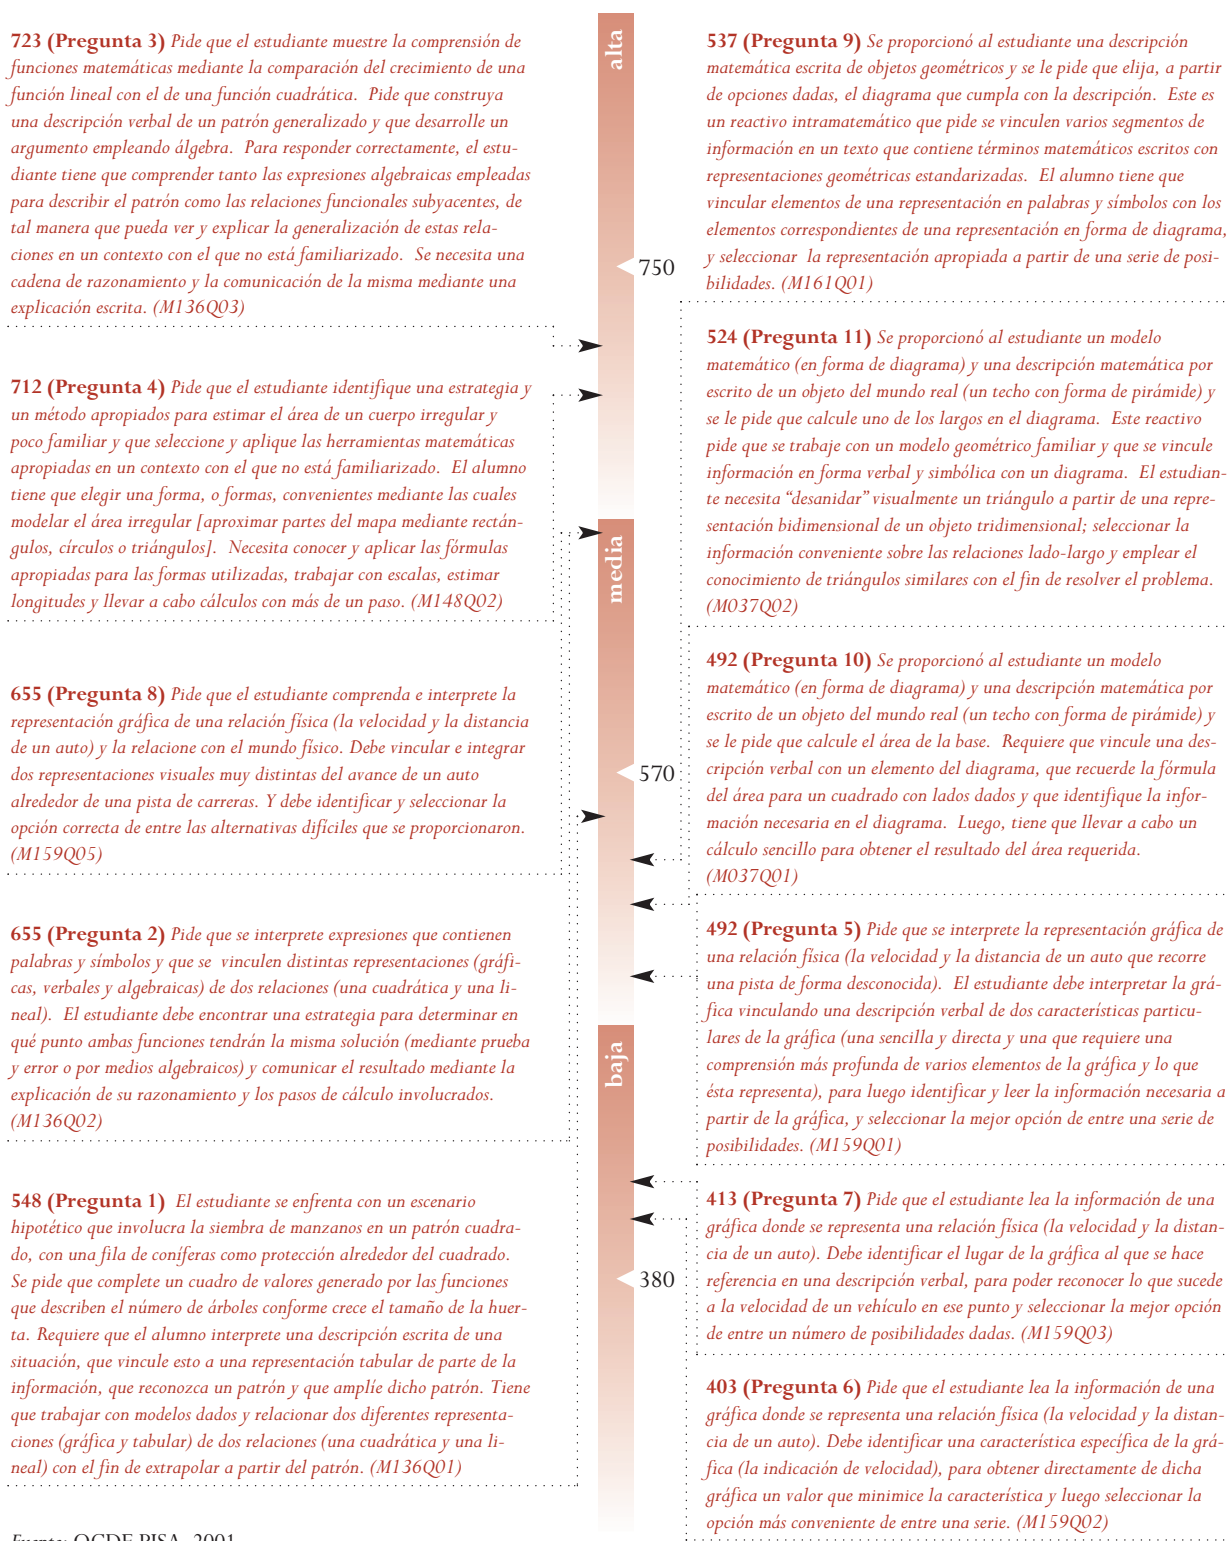 723 (Pregunta 3) Pide que el estudiante muestre la comprensión de
funciones matemáticas mediante la comparación del crecimiento de una
función lineal con el de una función cuadrática. Pide que construya
una descripción verbal de un patrón generalizado y que desarrolle un
argumento empleando álgebra. Para responder correctamente, el estu-
diante tiene que comprender tanto las expresiones algebraicas empleadas
para describir el patrón como las relaciones funcionales subyacentes, de
tal manera que pueda ver y explicar la generalización de estas rela-
ciones en un contexto con el que no está familiarizado. Se necesita una
cadena de razonamiento y la comunicación de la misma mediante una
explicación escrita. (M136Q03)
712 (Pregunta 4) Pide que el estudiante identifique una estrategia y
un método apropiados para estimar el área de un cuerpo irregular y
poco familiar y que seleccione y aplique las herramientas matemáticas
apropiadas en un contexto con el que no está familiarizado. El alumno
tiene que elegir una forma, o formas, convenientes mediante las cuales
modelar el área irregular [aproximar partes del mapa mediante rectán-
gulos, círculos o triángulos]. Necesita conocer y aplicar las fórmulas
apropiadas para las formas utilizadas, trabajar con escalas, estimar
longitudes y llevar a cabo cálculos con más de un paso. (M148Q02)
655 (Pregunta 8) Pide que el estudiante comprenda e interprete la
representación gráfica de una relación física (la velocidad y la distancia
de un auto) y la relacione con el mundo físico. Debe vincular e integrar
dos representaciones visuales muy distintas del avance de un auto
alrededor de una pista de carreras. Y debe identificar y seleccionar la
opción correcta de entre las alternativas difíciles que se proporcionaron.
(M159Q05)
655 (Pregunta 2) Pide que se interprete expresiones que contienen
palabras y símbolos y que se vinculen distintas representaciones (gráfi-
cas, verbales y algebraicas) de dos relaciones (una cuadrática y una li-
neal). El estudiante debe encontrar una estrategia para determinar en
qué punto ambas funciones tendrán la misma solución (mediante prueba
y error o por medios algebraicos) y comunicar el resultado mediante la
explicación de su razonamiento y los pasos de cálculo involucrados.
(M136Q02)
548 (Pregunta 1) El estudiante se enfrenta con un escenario
hipotético que involucra la siembra de manzanos en un patrón cuadra-
do, con una fila de coníferas como protección alrededor del cuadrado.
Se pide que complete un cuadro de valores generado por las funciones
que describen el número de árboles conforme crece el tamaño de la huer-
ta. Requiere que el alumno interprete una descripción escrita de una
situación, que vincule esto a una representación tabular de parte de la
información, que reconozca un patrón y que amplíe dicho patrón. Tiene
que trabajar con modelos dados y relacionar dos diferentes representa-
ciones (gráfica y tabular) de dos relaciones (una cuadrática y una li-
neal) con el fin de extrapolar a partir del patrón. (M136Q01)
Fuente: OCDE PISA, 2001
alta
750
media
570
baja
380
537 (Pregunta 9) Se proporcionó al estudiante una descripción
matemática escrita de objetos geométricos y se le pide que elija, a partir
de opciones dadas, el diagrama que cumpla con la descripción. Este es
un reactivo intramatemático que pide se vinculen varios segmentos de
información en un texto que contiene términos matemáticos escritos con
representaciones geométricas estandarizadas. El alumno tiene que
vincular elementos de una representación en palabras y símbolos con los
elementos correspondientes de una representación en forma de diagrama,
y seleccionar la representación apropiada a partir de una serie de posi-
bilidades. (M161Q01)
524 (Pregunta 11) Se proporcionó al estudiante un modelo
matemático (en forma de diagrama) y una descripción matemática por
escrito de un objeto del mundo real (un techo con forma de pirámide) y
se le pide que calcule uno de los largos en el diagrama. Este reactivo
pide que se trabaje con un modelo geométrico familiar y que se vincule
información en forma verbal y simbólica con un diagrama. El estudian-
te necesita “desanidar” visualmente un triángulo a partir de una repre-
sentación bidimensional de un objeto tridimensional; seleccionar la
información conveniente sobre las relaciones lado-largo y emplear el
conocimiento de triángulos similares con el fin de resolver el problema.
(M037Q02)
492 (Pregunta 10) Se proporcionó al estudiante un modelo
matemático (en forma de diagrama) y una descripción matemática por
escrito de un objeto del mundo real (un techo con forma de pirámide) y
se le pide que calcule el área de la base. Requiere que vincule una des-
cripción verbal con un elemento del diagrama, que recuerde la fórmula
del área para un cuadrado con lados dados y que identifique la infor-
mación necesaria en el diagrama. Luego, tiene que llevar a cabo un
cálculo sencillo para obtener el resultado del área requerida.
(M037Q01)
492 (Pregunta 5) Pide que se interprete la representación gráfica de
una relación física (la velocidad y la distancia de un auto que recorre
una pista de forma desconocida). El estudiante debe interpretar la grá-
fica vinculando una descripción verbal de dos características particu-
lares de la gráfica (una sencilla y directa y una que requiere una
comprensión más profunda de varios elementos de la gráfica y lo que
ésta representa), para luego identificar y leer la información necesaria a
partir de la gráfica, y seleccionar la mejor opción de entre una serie de
posibilidades. (M159Q01)
413 (Pregunta 7) Pide que el estudiante lea la información de una
gráfica donde se representa una relación física (la velocidad y la distan-
cia de un auto). Debe identificar el lugar de la gráfica al que se hace
referencia en una descripción verbal, para poder reconocer lo que sucede
a la velocidad de un vehículo en ese punto y seleccionar la mejor opción
de entre un número de posibilidades dadas. (M159Q03)
403 (Pregunta 6) Pide que el estudiante lea la información de una
gráfica donde se representa una relación física (la velocidad y la distan-
cia de un auto). Debe identificar una característica específica de la grá-
fica (la indicación de velocidad), para obtener directamente de dicha
gráfica un valor que minimice la característica y luego seleccionar la
opción más conveniente de entre una serie. (M159Q02)